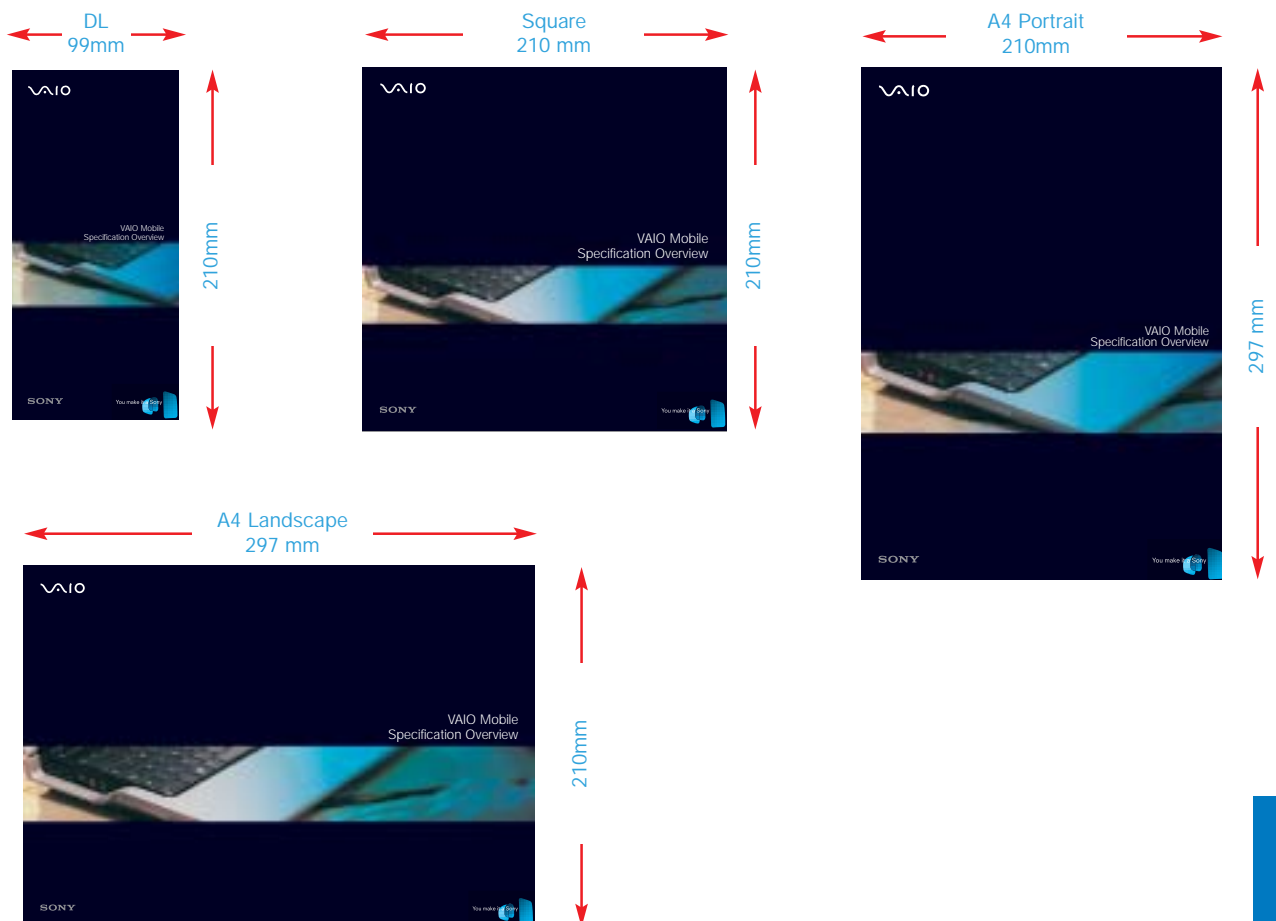 DL
99mm
VAIO
210mm
VAIO Mobile
Specification Overview
SONY
You make it a Sony
Square
210 mm
VAIO
210mm
VAIO Mobile
Specification Overview
SONY
You make it a Sony
A4 Portrait
210mm
VAIO
297 mm
VAIO Mobile
Specification Overview
SONY
You make it a Sony
A4 Landscape
297 mm
VAIO
210mm
VAIO Mobile
Specification Overview
SONY
You make it a Sony